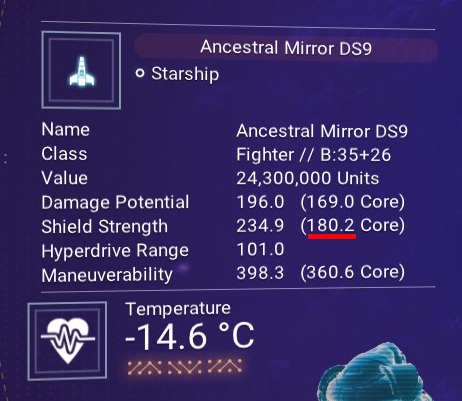 Ancestral Mirror DS9
Starship
Name Ancestral Mirror DS9
Class Fighter // B:35+26
Value 24,300,000 Units
Damage Potential 196.0 (169.0 Core)
Shield Strength 234.9 (180.2 Core)
Hyperdrive Range 101.0
Maneuverability 398.3 (360.6 Core)
Temperature
-14.6 °C